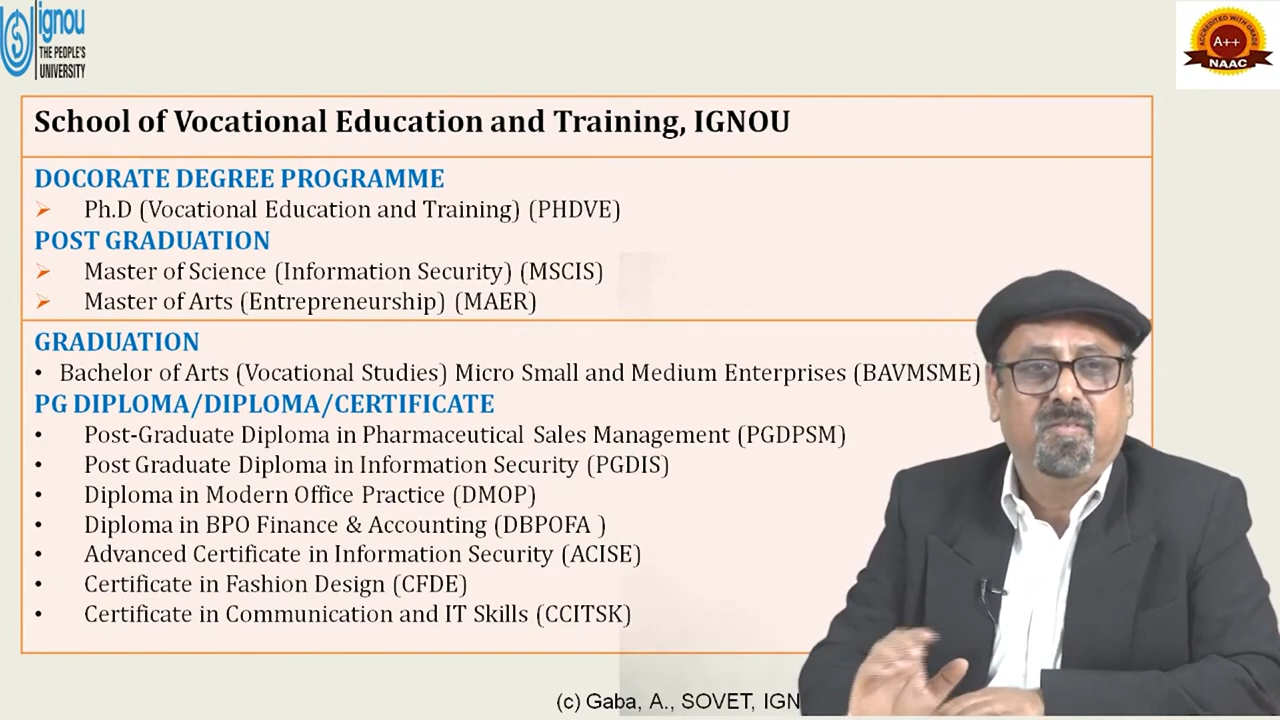 ignou
THE PEOPLE'S
UNIVERSITY
ACCREDITED WITH GRADE
A++
NAAC
School of Vocational Education and Training, IGNOU
DOCORATE DEGREE PROGRAMME
➢ Ph.D (Vocational Education and Training) (PHDVE)
POST GRADUATION
➢ Master of Science (Information Security) (MSCIS)
➢ Master of Arts (Entrepreneurship) (MAER)
GRADUATION
• Bachelor of Arts (Vocational Studies) Micro Small and Medium Enterprises (BAVMSME)
PG DIPLOMA/DIPLOMA/CERTIFICATE
• Post-Graduate Diploma in Pharmaceutical Sales Management (PGDPSM)
• Post Graduate Diploma in Information Security (PGDIS)
• Diploma in Modern Office Practice (DMOP)
• Diploma in BPO Finance & Accounting (DBPOFA )
• Advanced Certificate in Information Security (ACISE)
• Certificate in Fashion Design (CFDE)
• Certificate in Communication and IT Skills (CCITSK)
(c) Gaba, A., SOVET, IGN